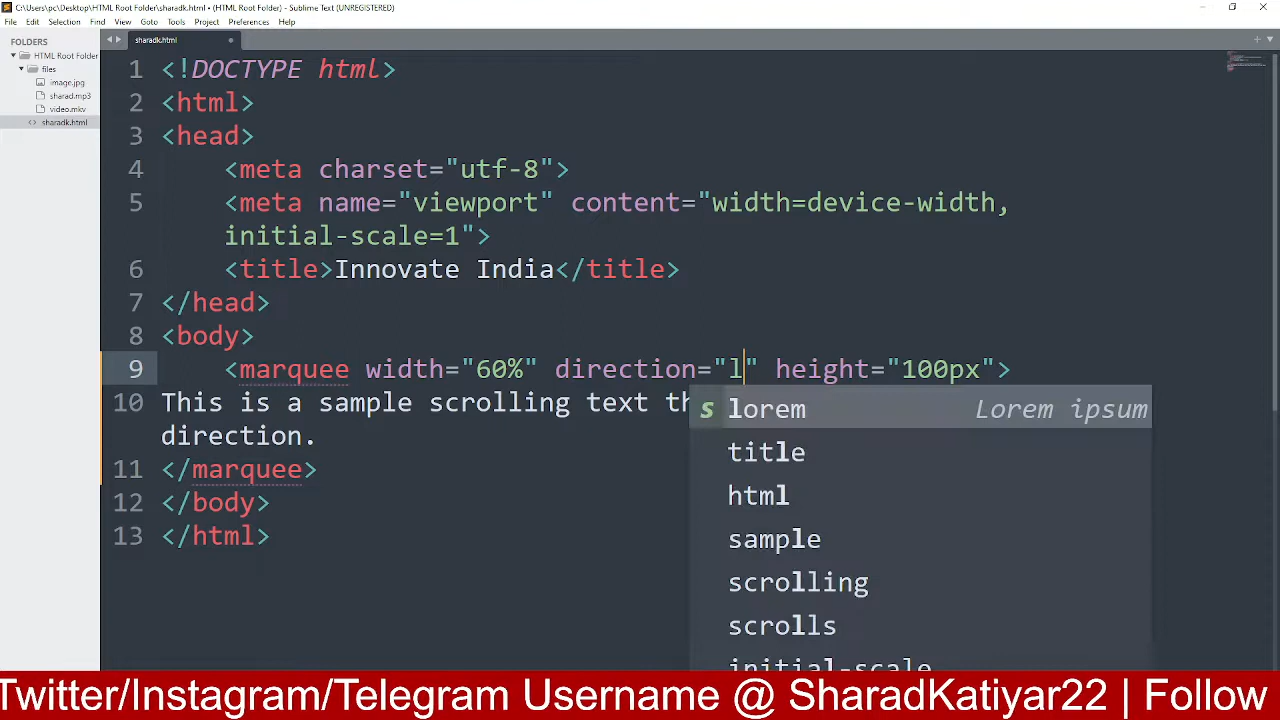 C:\Users\pc\Desktop\HTML Root Folder\sharadk.html • (HTML Root Folder) - Sublime Text (UNREGISTERED)
File Edit Selection Find View Goto Tools Project Preferences Help
FOLDERS
HTML Root Folder
files
image.jpg
sharad.mp3
video.mkv
sharadk.html
sharadk.html
1 <!DOCTYPE html>
2 <html>
3 <head>
4 <meta charset="utf-8">
5 <meta name="viewport" content="width=device-width,
initial-scale=1">
6 <title>Innovate India</title>
7 </head>
8 <body>
9 <marquee width="60%" direction="l" height="100px">
10 This is a sample scrolling text th
direction.
11 </marquee>
12 </body>
13 </html>
s lorem Lorem ipsum
title
html
sample
scrolling
scrolls
initial-scale
Twitter/Instagram/Telegram Username @ SharadKatiyar22 | Follow